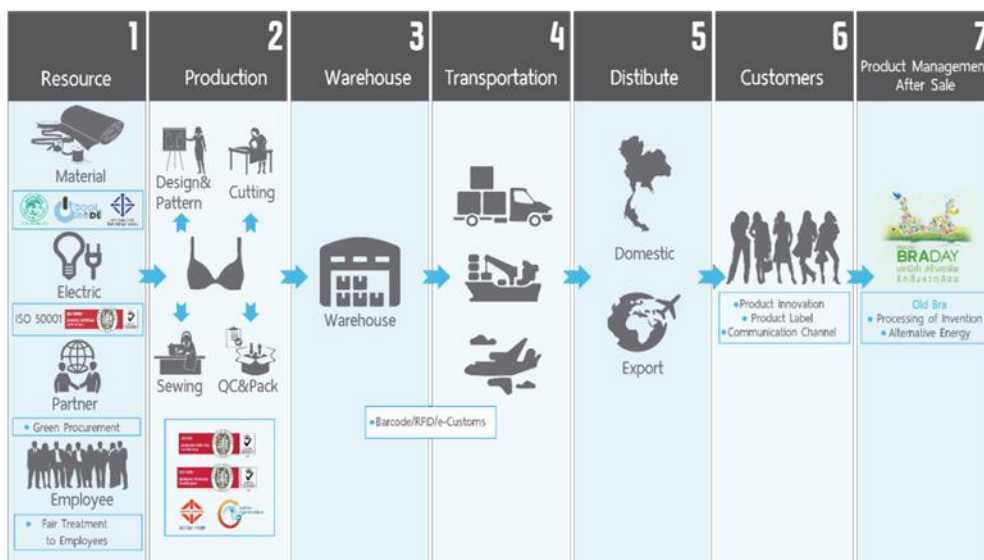 1
Resource
2
Production
3
Warehouse
4
Transportation
5
Distibute
6
Customers
7
Product Managemen
After Sale
Material
Electric
ISO 50001
Partner
• Green Procurement
Employee
• Fair Treatment
to Employees
Design&
Pattern
Cutting
Sewing
QC&Pack
Warehouse
•Barcode/RFID/e-Customs
Domestic
Export
•Product Innovation
• Product Label
•Communication Channel
BRADAY
Old Bra
• Processing of Invention
• Alternative Energy